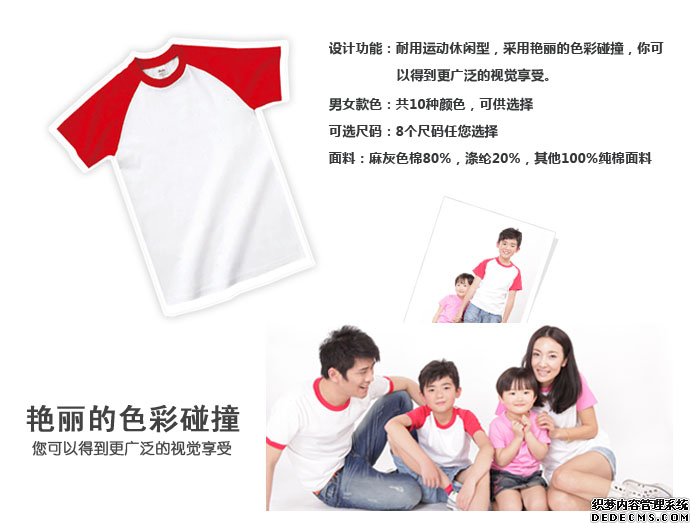 设计功能：耐用运动休闲型，采用艳丽的色彩碰撞，你可
以得到更广泛的视觉享受。
男女款色：共10种颜色，可供选择
可选尺码：8个尺码任您选择
面料：麻灰色棉80%，涤纶20%，其他100%纯棉面料
艳丽的色彩碰撞
您可以得到更广泛的视觉享受
织梦内容管理系统
DEDECMS.COM